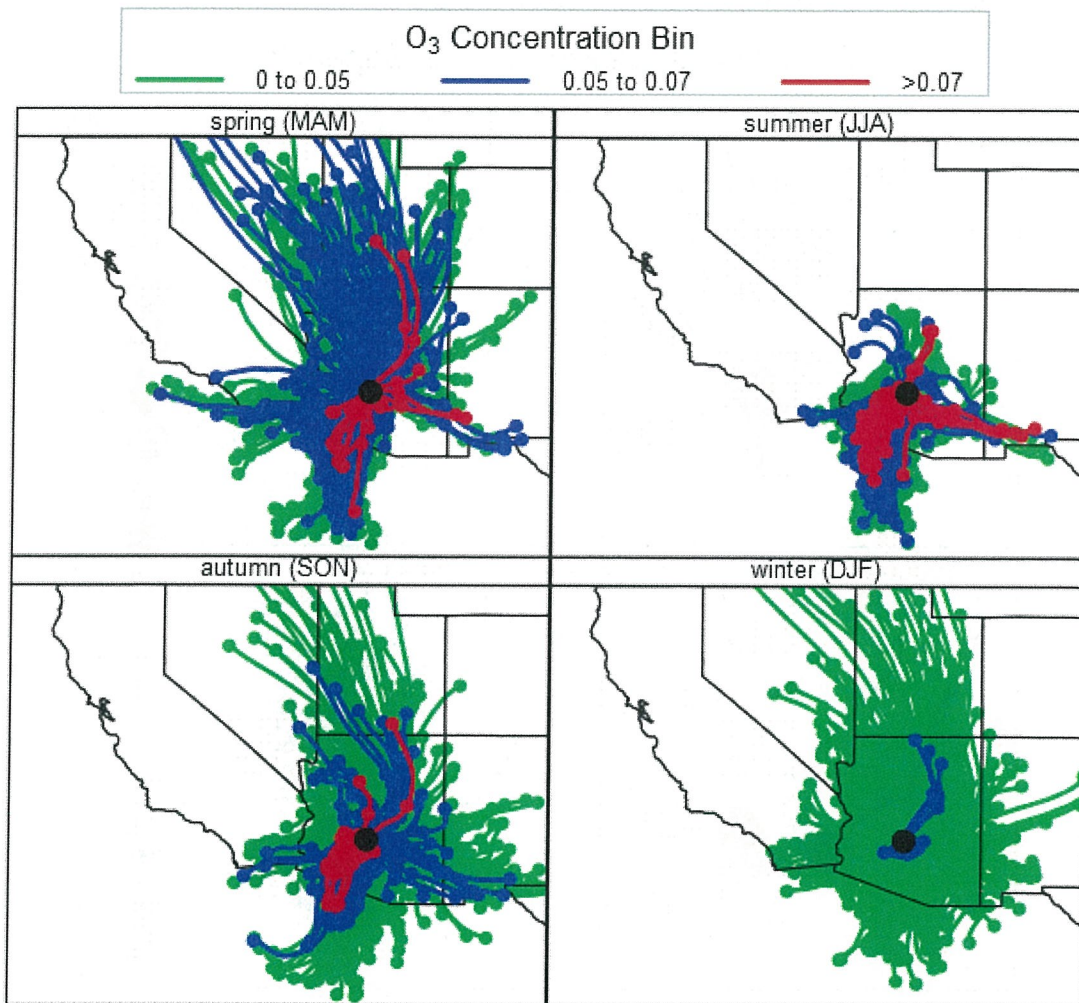 O₃ Concentration Bin
0 to 0.05 0.05 to 0.07 >0.07
spring (MAM) summer (JJA)
autumn (SON) winter (DJF)